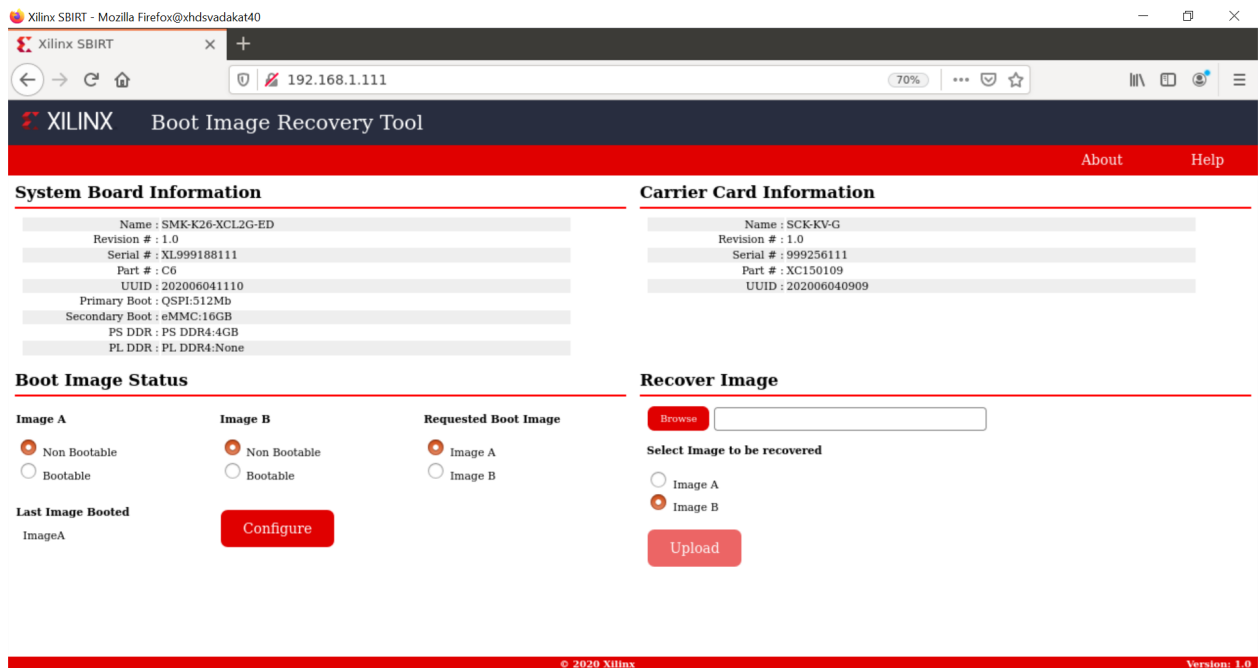 Xilinx SBIRT - Mozilla Firefox@xhdsvadakat40
Xilinx SBIRT
192.168.1.111
70%
XILINX Boot Image Recovery Tool
About Help
System Board Information
Name : SMK-K26-XCL2G-ED
Revision # : 1.0
Serial # : XL999188111
Part # : C6
UUID : 202006041110
Primary Boot : QSPI:512Mb
Secondary Boot : eMMC:16GB
PS DDR : PS DDR4:4GB
PL DDR : PL DDR4:None
Carrier Card Information
Name : SCK-KV-G
Revision # : 1.0
Serial # : 999256111
Part # : XC150109
UUID : 202006040909
Boot Image Status
Image A
Non Bootable
Bootable
Image B
Non Bootable
Bootable
Requested Boot Image
Image A
Image B
Last Image Booted
ImageA
Configure
Recover Image
Browse
Select Image to be recovered
Image A
Image B
Upload
© 2020 Xilinx
Version: 1.0